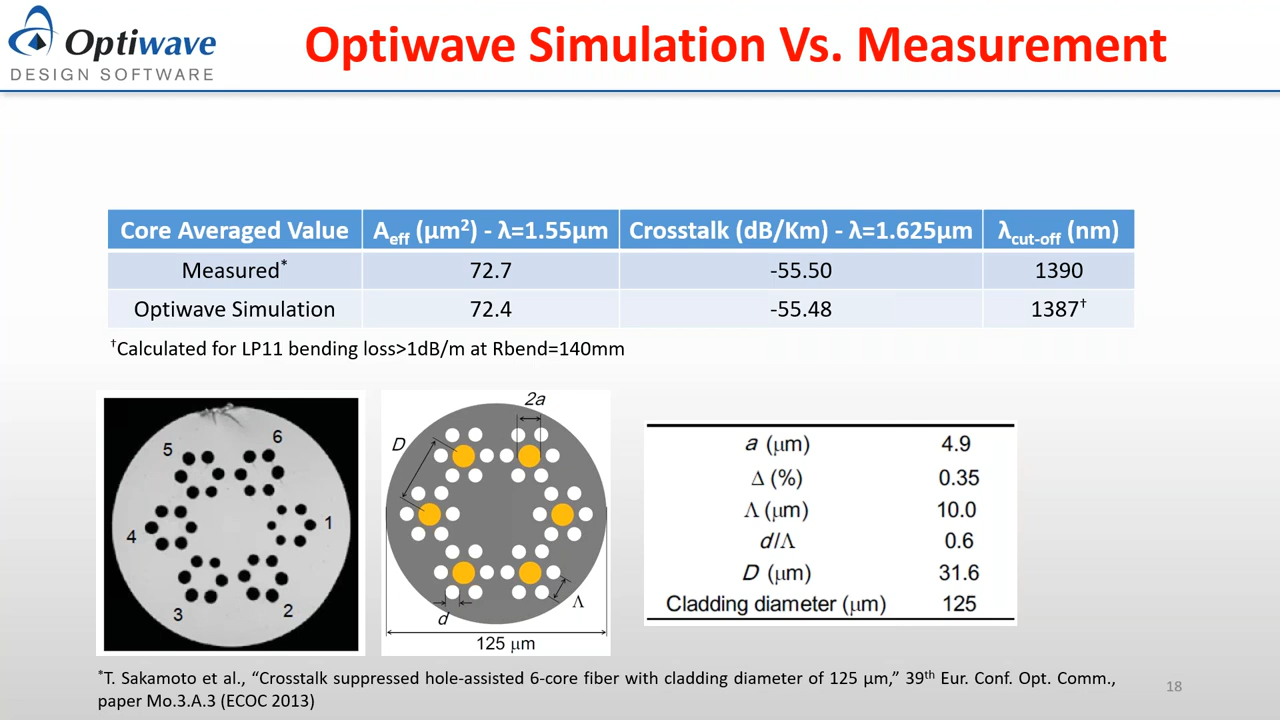 Optiwave
DESIGN SOFTWARE
Optiwave Simulation Vs. Measurement
Core Averaged Value Aeff (µm²) - λ=1.55µm Crosstalk (dB/Km) - λ=1.625µm λcut-off (nm)
Measured* 72.7 -55.50 1390
Optiwave Simulation 72.4 -55.48 1387†
†Calculated for LP11 bending loss>1dB/m at Rbend=140mm
5 6
4 1
3 2
2a
D
Λ
d
125 µm
a (µm) 4.9
Δ (%) 0.35
Λ (µm) 10.0
d/Λ 0.6
D (µm) 31.6
Cladding diameter (µm) 125
*T. Sakamoto et al., “Crosstalk suppressed hole-assisted 6-core fiber with cladding diameter of 125 µm,” 39th Eur. Conf. Opt. Comm.,
paper Mo.3.A.3 (ECOC 2013)
18